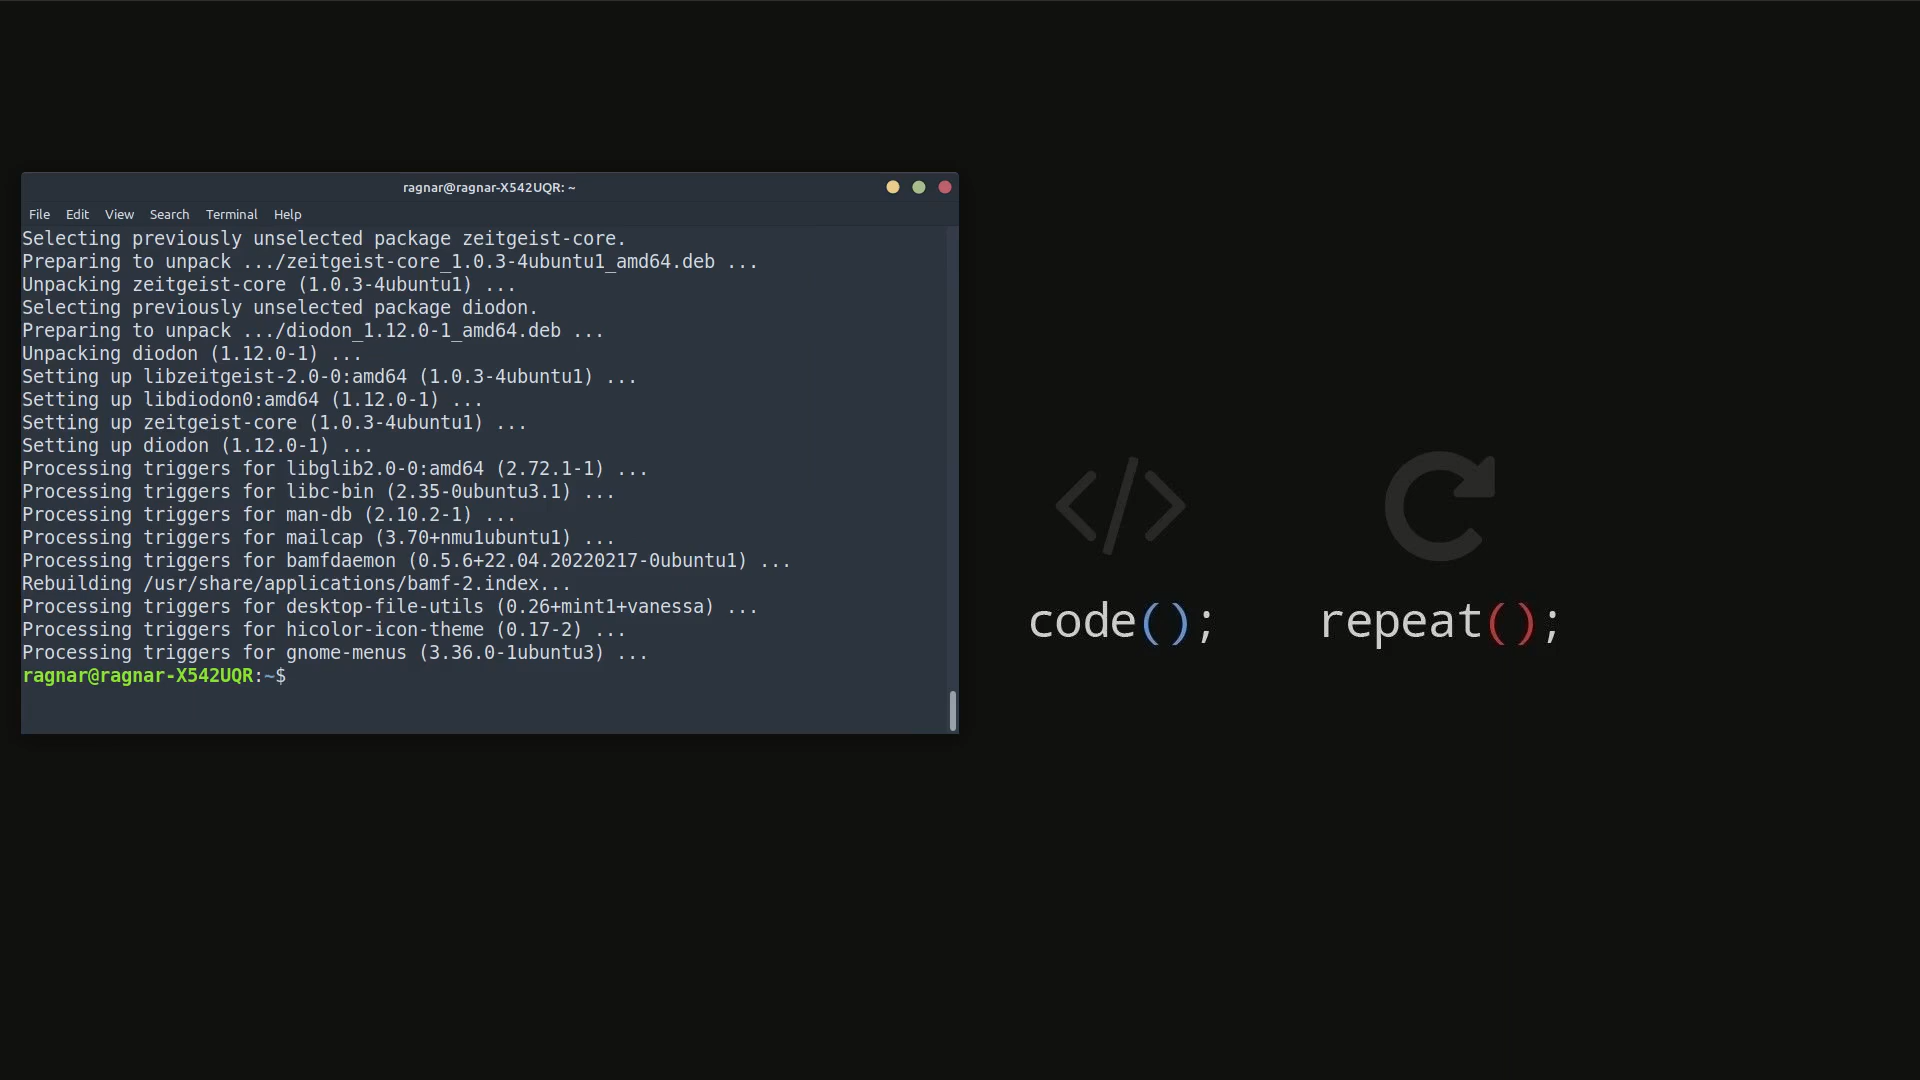 ragnar@ragnar-X542UQR: ~
File Edit View Search Terminal Help
Selecting previously unselected package zeitgeist-core.
Preparing to unpack .../zeitgeist-core_1.0.3-4ubuntu1_amd64.deb ...
Unpacking zeitgeist-core (1.0.3-4ubuntu1) ...
Selecting previously unselected package diodon.
Preparing to unpack .../diodon_1.12.0-1_amd64.deb ...
Unpacking diodon (1.12.0-1) ...
Setting up libzeitgeist-2.0-0:amd64 (1.0.3-4ubuntu1) ...
Setting up libdiodon0:amd64 (1.12.0-1) ...
Setting up zeitgeist-core (1.0.3-4ubuntu1) ...
Setting up diodon (1.12.0-1) ...
Processing triggers for libglib2.0-0:amd64 (2.72.1-1) ...
Processing triggers for libc-bin (2.35-0ubuntu3.1) ...
Processing triggers for man-db (2.10.2-1) ...
Processing triggers for mailcap (3.70+nmu1ubuntu1) ...
Processing triggers for bamfdaemon (0.5.6+22.04.20220217-0ubuntu1) ...
Rebuilding /usr/share/applications/bamf-2.index...
Processing triggers for desktop-file-utils (0.26+mint1+vanessa) ...
Processing triggers for hicolor-icon-theme (0.17-2) ...
Processing triggers for gnome-menus (3.36.0-1ubuntu3) ...
ragnar@ragnar-X542UQR:~$
</>
code(); repeat();